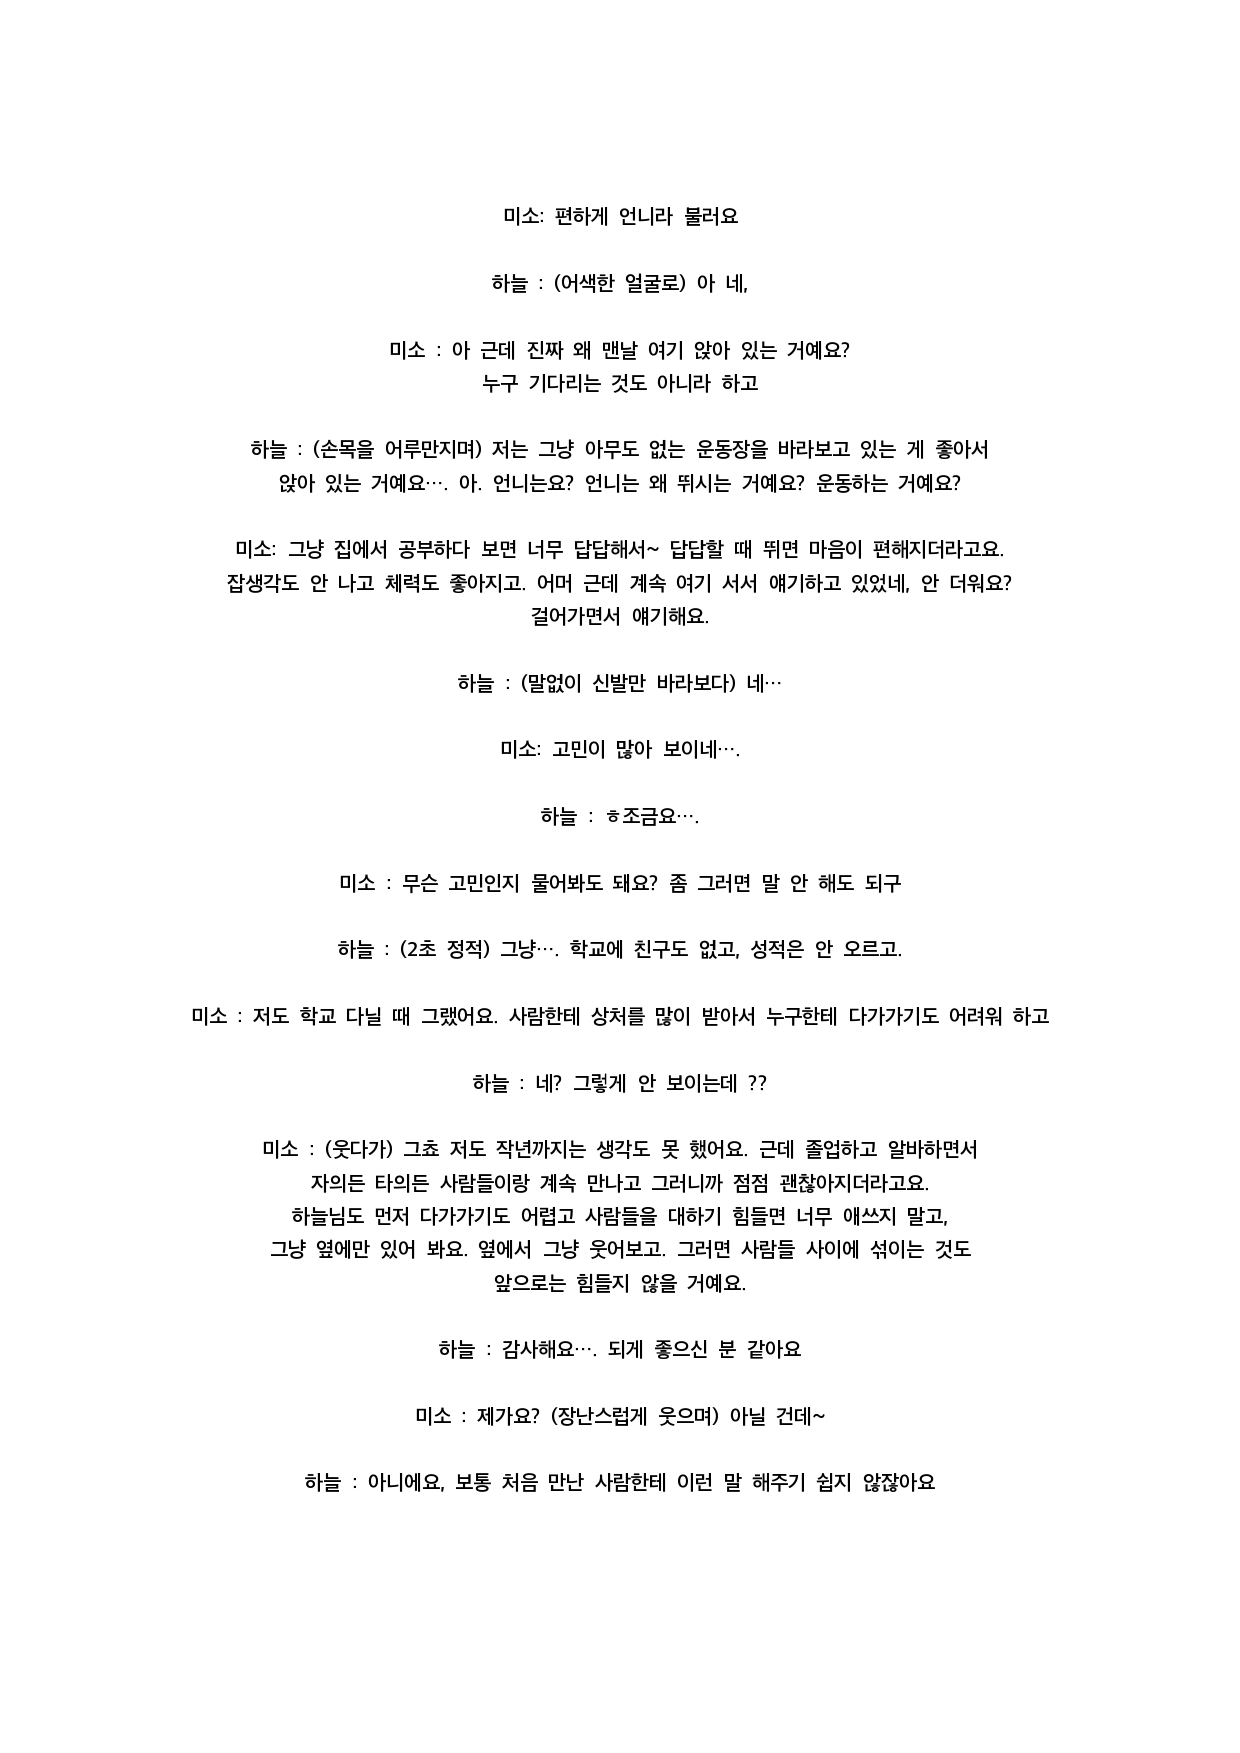 미소: 편하게 언니라 불러요
하늘 : (어색한 얼굴로) 아 네,
미소 : 아 근데 진짜 왜 맨날 여기 앉아 있는 거예요?
누구 기다리는 것도 아니라 하고
하늘 : (손목을 어루만지며) 저는 그냥 아무도 없는 운동장을 바라보고 있는 게 좋아서
앉아 있는 거예요…. 아. 언니는요? 언니는 왜 뛰시는 거예요? 운동하는 거예요?
미소: 그냥 집에서 공부하다 보면 너무 답답해서~ 답답할 때 뛰면 마음이 편해지더라고요.
잡생각도 안 나고 체력도 좋아지고. 어머 근데 계속 여기 서서 얘기하고 있었네, 안 더워요?
걸어가면서 얘기해요.
하늘 : (말없이 신발만 바라보다) 네…
미소: 고민이 많아 보이네….
하늘 : ㅎ조금요….
미소 : 무슨 고민인지 물어봐도 돼요? 좀 그러면 말 안 해도 되구
하늘 : (2초 정적) 그냥…. 학교에 친구도 없고, 성적은 안 오르고.
미소 : 저도 학교 다닐 때 그랬어요. 사람한테 상처를 많이 받아서 누구한테 다가가기도 어려워 하고
하늘 : 네? 그렇게 안 보이는데 ??
미소 : (웃다가) 그쵸 저도 작년까지는 생각도 못 했어요. 근데 졸업하고 알바하면서
자의든 타의든 사람들이랑 계속 만나고 그러니까 점점 괜찮아지더라고요.
하늘님도 먼저 다가가기도 어렵고 사람들을 대하기 힘들면 너무 애쓰지 말고,
그냥 옆에만 있어 봐요. 옆에서 그냥 웃어보고. 그러면 사람들 사이에 섞이는 것도
앞으로는 힘들지 않을 거예요.
하늘 : 감사해요…. 되게 좋으신 분 같아요
미소 : 제가요? (장난스럽게 웃으며) 아닐 건데~
하늘 : 아니에요, 보통 처음 만난 사람한테 이런 말 해주기 쉽지 않잖아요